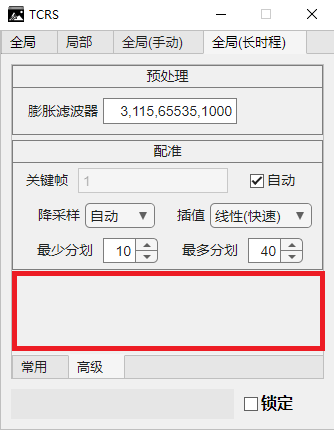 TCRS
全局 局部 全局(手动) 全局(长时程)
预处理
膨胀滤波器 3,115,65535,1000
配准
关键帧 1 自动
降采样 自动 插值 线性(快速)
最少分划 10 最多分划 40
常用 高级
锁定